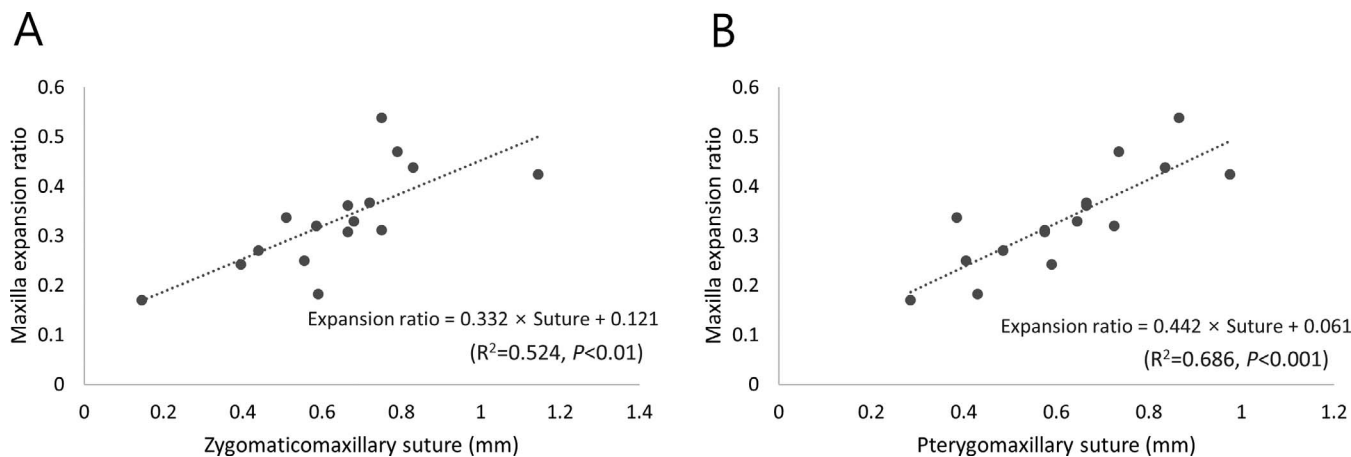 A
Maxilla expansion ratio
0.6
0.5
0.4
0.3
0.2
0.1
0
Expansion ratio = 0.332 × Suture + 0.121
(R²=0.524, P<0.01)
0 0.2 0.4 0.6 0.8 1 1.2 1.4
Zygomaticomaxillary suture (mm)
B
Maxilla expansion ratio
0.6
0.5
0.4
0.3
0.2
0.1
0
Expansion ratio = 0.442 × Suture + 0.061
(R²=0.686, P<0.001)
0 0.2 0.4 0.6 0.8 1 1.2
Pterygomaxillary suture (mm)